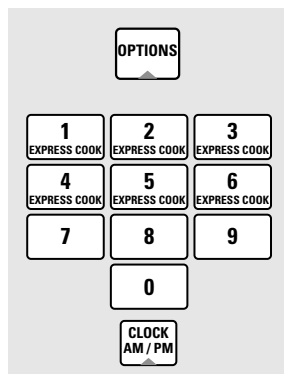 OPTIONS
1 2 3
EXPRESS COOK EXPRESS COOK EXPRESS COOK
4 5 6
EXPRESS COOK EXPRESS COOK EXPRESS COOK
7 8 9
0
CLOCK
AM / PM